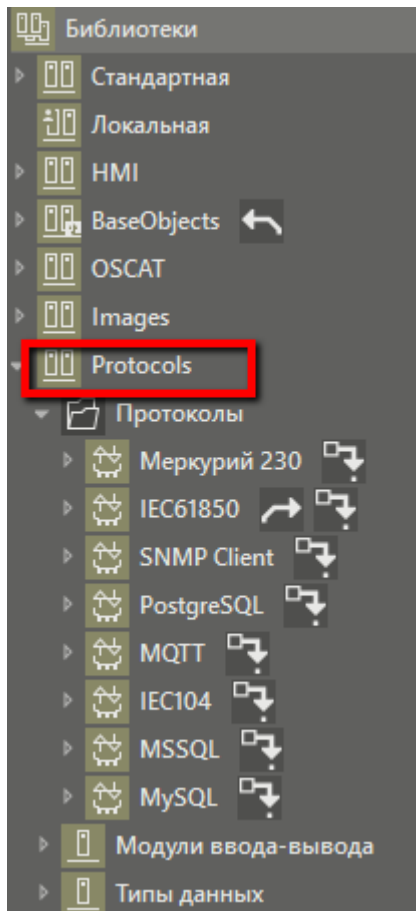 Библиотеки
Стандартная
Локальная
HMI
BaseObjects
OSCAT
Images
Protocols
Протоколы
Меркурий 230
IEC61850
SNMP Client
PostgreSQL
MQTT
IEC104
MSSQL
MySQL
Модули ввода-вывода
Типы данных